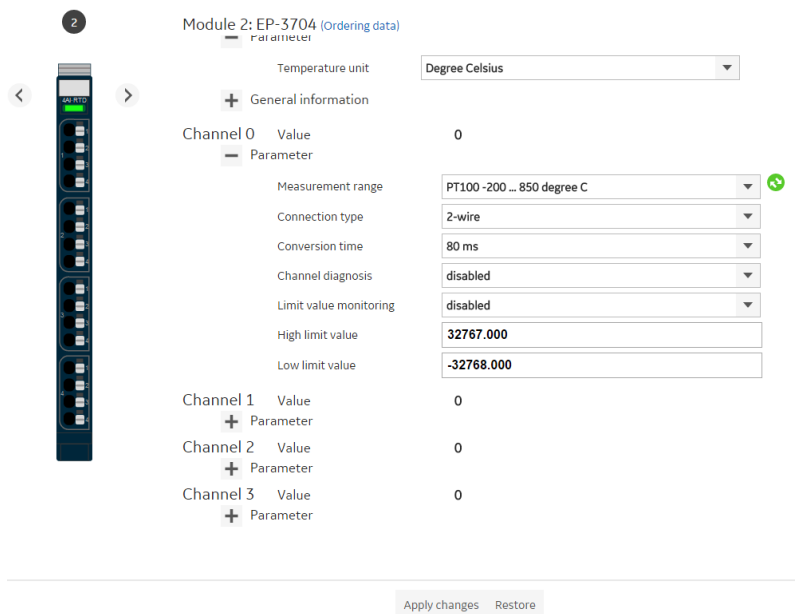 2
Module 2: EP-3704 (Ordering data)
Parameter
Temperature unit Degree Celsius
4AI RTD
General information
Channel 0 Value 0
Parameter
Measurement range PT100 -200 ... 850 degree C
Connection type 2-wire
Conversion time 80 ms
Channel diagnosis disabled
Limit value monitoring disabled
High limit value 32767.000
Low limit value -32768.000
Channel 1 Value 0
Parameter
Channel 2 Value 0
Parameter
Channel 3 Value 0
Parameter
Apply changes Restore